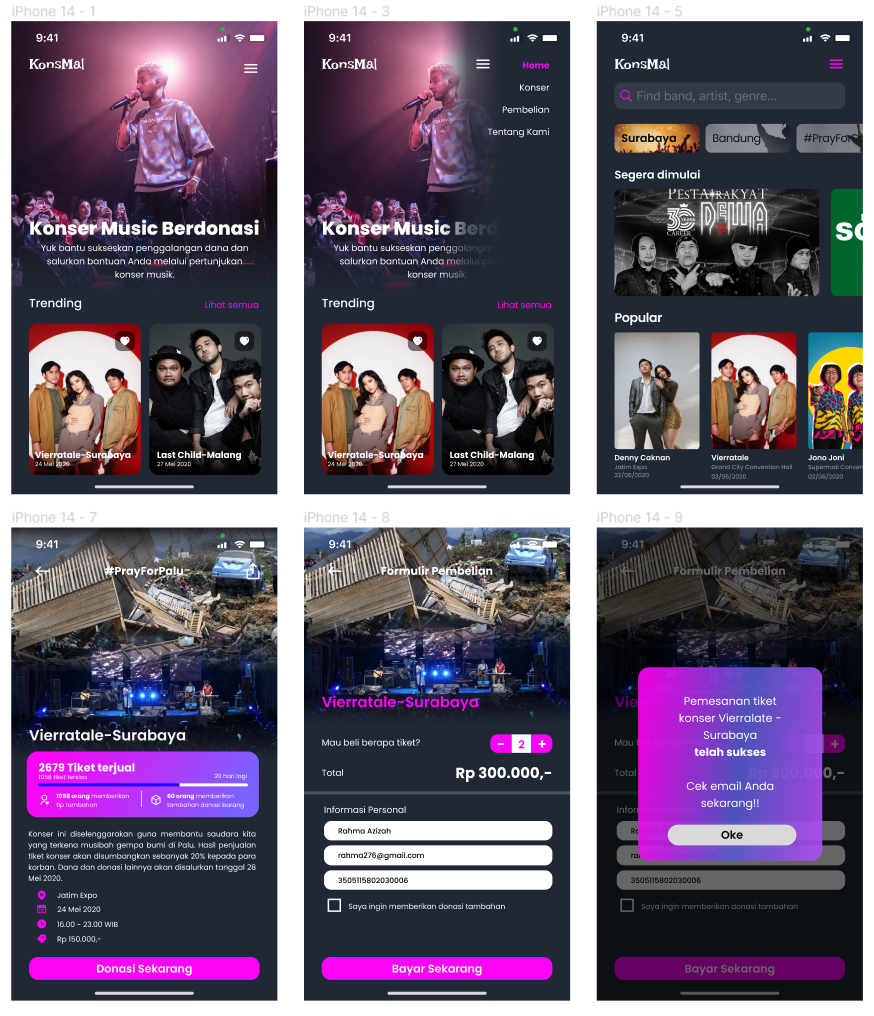 iPhone 14 - 1
9:41
KonsMal
Konser Music Berdonasi
Yuk bantu sukseskan penggalangan dana dan
salurkan bantuan Anda melalui pertunjukan
konser musik.
Trending
Lihat semua
Vierratale-Surabaya
24 Mei 2020
Last Child-Malang
27 Mei 2020
iPhone 14 - 3
9:41
KonsMal
Home
Konser
Pembelian
Tentang Kami
Konser Music Berd
Yuk bantu sukseskan penggalangan
salurkan bantuan Anda melalui pe
konser musik.
Trending
Lihat semua
Vierratale-Surabaya
24 Mei 2020
Last Child-Malang
27 Mei 2020
iPhone 14 - 5
9:41
KonsMal
Find band, artist, genre...
Surabaya
Bandung
#PrayForC
Segera dimulai
PESTA RAKYAT
30 YEARS
CAREER
DEWA
19
Popular
Denny Caknan
Jatim Expo
22/05/2020
Vierratale
Grand City Convention Hall
03/05/2020
Jono Joni
Supermall Conven
02/06/2020
iPhone 14 - 7
9:41
#PrayForPalu
Vierratale-Surabaya
2679 Tiket terjual
1058 tiket tersisa
20 hari lagi
1058 orang memberikan
tip tambahan
60 orang memberikan
tambahan donasi barang
Konser ini diselenggarakan guna membantu saudara kita
yang terkena musibah gempa bumi di Palu. Hasil penjualan
tiket konser akan disumbangkan sebanyak 20% kepada para
korban. Dana dan donasi lainnya akan disalurkan tanggal 28
Mei 2020.
Jatim Expo
24 Mei 2020
16.00 - 23.00 WIB
Rp 150.000,-
Donasi Sekarang
iPhone 14 - 8
9:41
Formulir Pembelian
Vierratale-Surabaya
Mau beli berapa tiket?
- 2 +
Total
Rp 300.000,-
Informasi Personal
Rahma Azizah
rahma276@gmail.com
3505115802030006
Saya ingin memberikan donasi tambahan
Bayar Sekarang
iPhone 14 - 9
9:41
Formulir Pembelian
Pemesanan tiket
konser Vierralate -
Surabaya
telah sukses
Cek email Anda
sekarang!!
Oke
3505115802030006
Saya ingin memberikan donasi tambahan
Bayar Sekarang